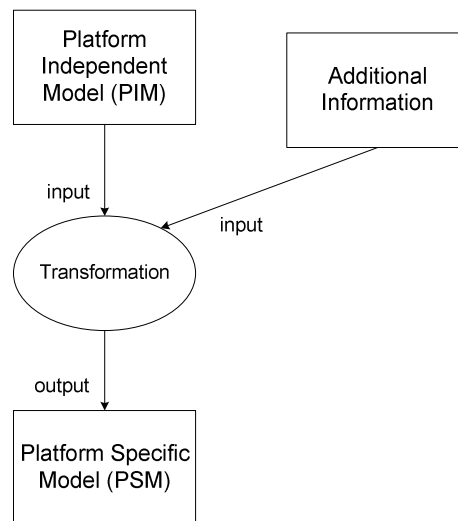 Platform
Independent
Model (PIM)
Additional
Information
input
input
Transformation
output
Platform Specific
Model (PSM)